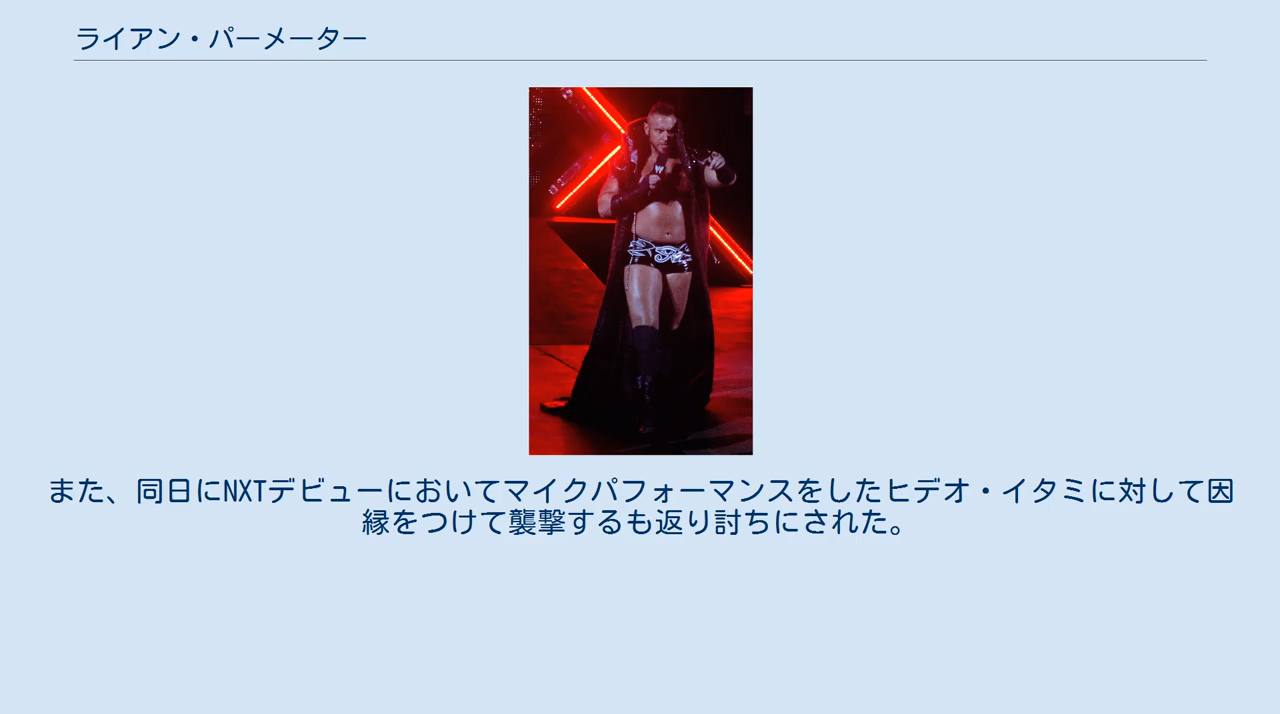 ライアン・パーメーター
また、同日にNXTデビューにおいてマイクパフォーマンスをしたヒデオ・イタミに対して因
縁をつけて襲撃するも返り討ちにされた。